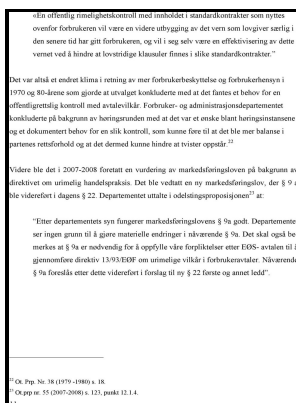 «En offentlig rimelighetskontroll med innholdet i standardkontrakter som nyttes
ovenfor forbrukeren vil være en videre utbygging av det vern som lovgiver særlig i
den senere tid har gitt forbrukeren, og vil i seg selv være en effektivisering av dette
vernet ved å hindre at lovstridige klausuler finnes i slike standardkontrakter.”
Det var altså et endret klima i retning av mer forbrukerbeskyttelse og forbrukerhensyn i
1970 og 80-årene som gjorde at utvalget konkluderte med at det fantes et behov for en
offentligrettslig kontroll med avtalevilkår. Forbruker- og administrasjonsdepartementet
konkluderte på bakgrunn av høringsrunden med at det var et ønske blant høringsinstansene
og et dokumentert behov for en slik kontroll, som kunne føre til at det ble mer balanse i
partenes rettsforhold og at det dermed kunne hindre at tvister oppstår.22
Videre ble det i 2007-2008 foretatt en vurdering av markedsføringsloven på bakgrunn av
direktivet om urimelig handelspraksis. Det ble vedtatt en ny markedsføringslov, der § 9 a
ble videreført i dagens § 22. Departementet uttalte i odelstingsproposisjonen23 at:
“Etter departementets syn fungerer markedsføringslovens § 9a godt. Departementet
ser ingen grunn til å gjøre materielle endringer i nåværende § 9a. Det skal også be-
merkes at § 9a er nødvendig for å oppfylle våre forpliktelser etter EØS- avtalen til å
gjennomføre direktiv 13/93/EØF om urimelige vilkår i forbrukeravtaler. Nåværende
§ 9a foreslås etter dette videreført i forslag til ny § 22 første og annet ledd”.
22 Ot. Prp. Nr. 38 (1979 -1980) s. 18.
23 Ot.prp nr. 55 (2007-2008) s. 123, punkt 12.1.4.